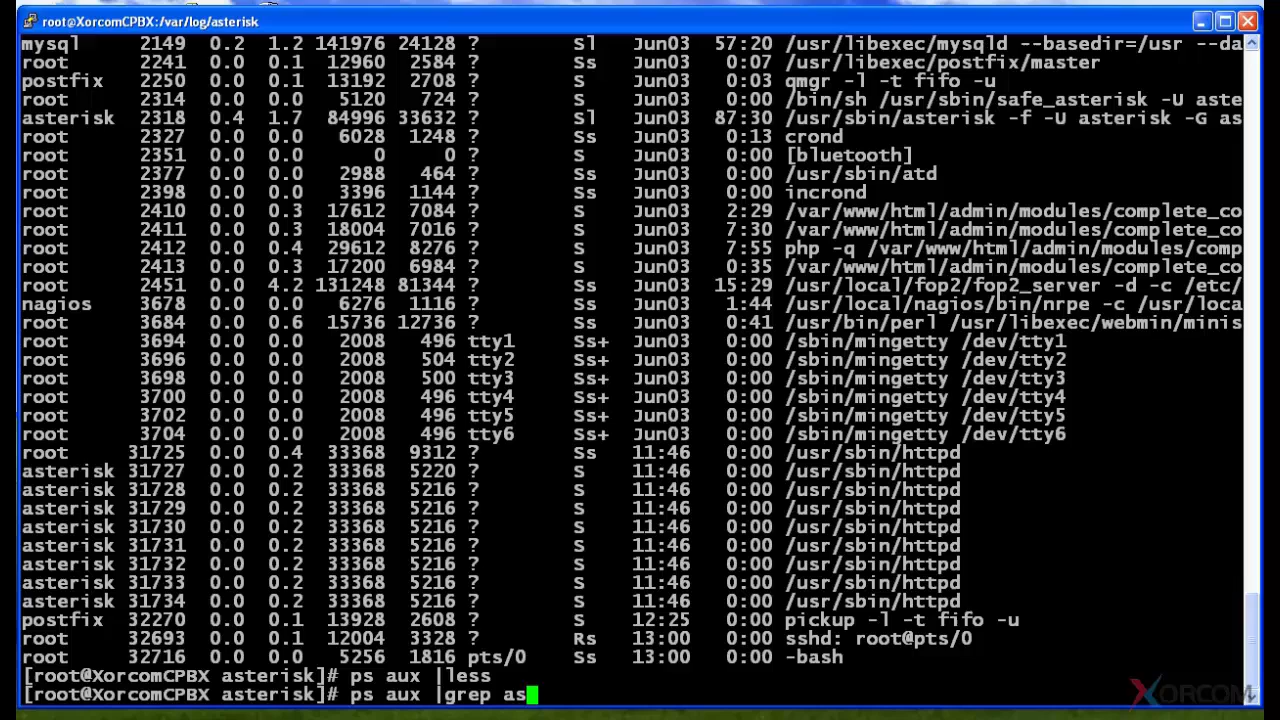 root@XorcomCPBX:/var/log/asterisk
mysql 2149 0.2 1.2 141976 24128 ? Sl Jun03 57:20 /usr/libexec/mysqld --basedir=/usr --da
root 2241 0.0 0.1 12960 2584 ? Ss Jun03 0:07 /usr/libexec/postfix/master
postfix 2250 0.0 0.1 13192 2708 ? S Jun03 0:03 qmgr -l -t fifo -u
root 2314 0.0 0.0 5120 724 ? S Jun03 0:00 /bin/sh /usr/sbin/safe_asterisk -U aste
asterisk 2318 0.4 1.7 84996 33632 ? Sl Jun03 87:30 /usr/sbin/asterisk -f -U asterisk -G as
root 2327 0.0 0.0 6028 1248 ? Ss Jun03 0:13 crond
root 2351 0.0 0.0 0 0 ? S Jun03 0:00 [bluetooth]
root 2377 0.0 0.0 2988 464 ? Ss Jun03 0:00 /usr/sbin/atd
root 2398 0.0 0.0 3396 1144 ? Ss Jun03 0:00 incrond
root 2410 0.0 0.3 17612 7084 ? S Jun03 2:29 /var/www/html/admin/modules/complete_co
root 2411 0.0 0.3 18004 7016 ? S Jun03 7:30 /var/www/html/admin/modules/complete_co
root 2412 0.0 0.4 29612 8276 ? S Jun03 7:55 php -q /var/www/html/admin/modules/comp
root 2413 0.0 0.3 17200 6984 ? S Jun03 0:35 /var/www/html/admin/modules/complete_co
root 2451 0.0 4.2 131248 81344 ? Ss Jun03 15:29 /usr/local/fop2/fop2_server -d -c /etc/
nagios 3678 0.0 0.0 6276 1116 ? Ss Jun03 1:44 /usr/local/nagios/bin/nrpe -c /usr/loca
root 3684 0.0 0.6 15736 12736 ? Ss Jun03 0:41 /usr/bin/perl /usr/libexec/webmin/minis
root 3694 0.0 0.0 2008 496 tty1 Ss+ Jun03 0:00 /sbin/mingetty /dev/tty1
root 3696 0.0 0.0 2008 504 tty2 Ss+ Jun03 0:00 /sbin/mingetty /dev/tty2
root 3698 0.0 0.0 2008 500 tty3 Ss+ Jun03 0:00 /sbin/mingetty /dev/tty3
root 3700 0.0 0.0 2008 496 tty4 Ss+ Jun03 0:00 /sbin/mingetty /dev/tty4
root 3702 0.0 0.0 2008 496 tty5 Ss+ Jun03 0:00 /sbin/mingetty /dev/tty5
root 3704 0.0 0.0 2008 496 tty6 Ss+ Jun03 0:00 /sbin/mingetty /dev/tty6
root 31725 0.0 0.4 33368 9312 ? Ss 11:46 0:00 /usr/sbin/httpd
asterisk 31727 0.0 0.2 33368 5220 ? S 11:46 0:00 /usr/sbin/httpd
asterisk 31728 0.0 0.2 33368 5216 ? S 11:46 0:00 /usr/sbin/httpd
asterisk 31729 0.0 0.2 33368 5216 ? S 11:46 0:00 /usr/sbin/httpd
asterisk 31730 0.0 0.2 33368 5216 ? S 11:46 0:00 /usr/sbin/httpd
asterisk 31731 0.0 0.2 33368 5216 ? S 11:46 0:00 /usr/sbin/httpd
asterisk 31732 0.0 0.2 33368 5216 ? S 11:46 0:00 /usr/sbin/httpd
asterisk 31733 0.0 0.2 33368 5216 ? S 11:46 0:00 /usr/sbin/httpd
asterisk 31734 0.0 0.2 33368 5216 ? S 11:46 0:00 /usr/sbin/httpd
postfix 32270 0.0 0.1 13928 2608 ? S 12:25 0:00 pickup -l -t fifo -u
root 32693 0.0 0.1 12004 3328 ? Rs 13:00 0:00 sshd: root@pts/0
root 32716 0.0 0.0 5256 1816 pts/0 Ss 13:00 0:00 -bash
[root@XorcomCPBX asterisk]# ps aux |less
[root@XorcomCPBX asterisk]# ps aux |grep as
XORCOM